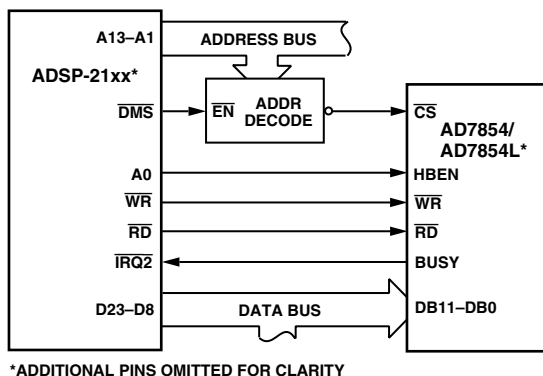 A13–A1
ADDRESS BUS
ADSP-21xx*
DMS
EN
ADDR
DECODE
CS
AD7854/
AD7854L*
A0
HBEN
WR
WR
RD
RD
IRQ2
BUSY
D23–D8
DATA BUS
DB11–DB0
*ADDITIONAL PINS OMITTED FOR CLARITY